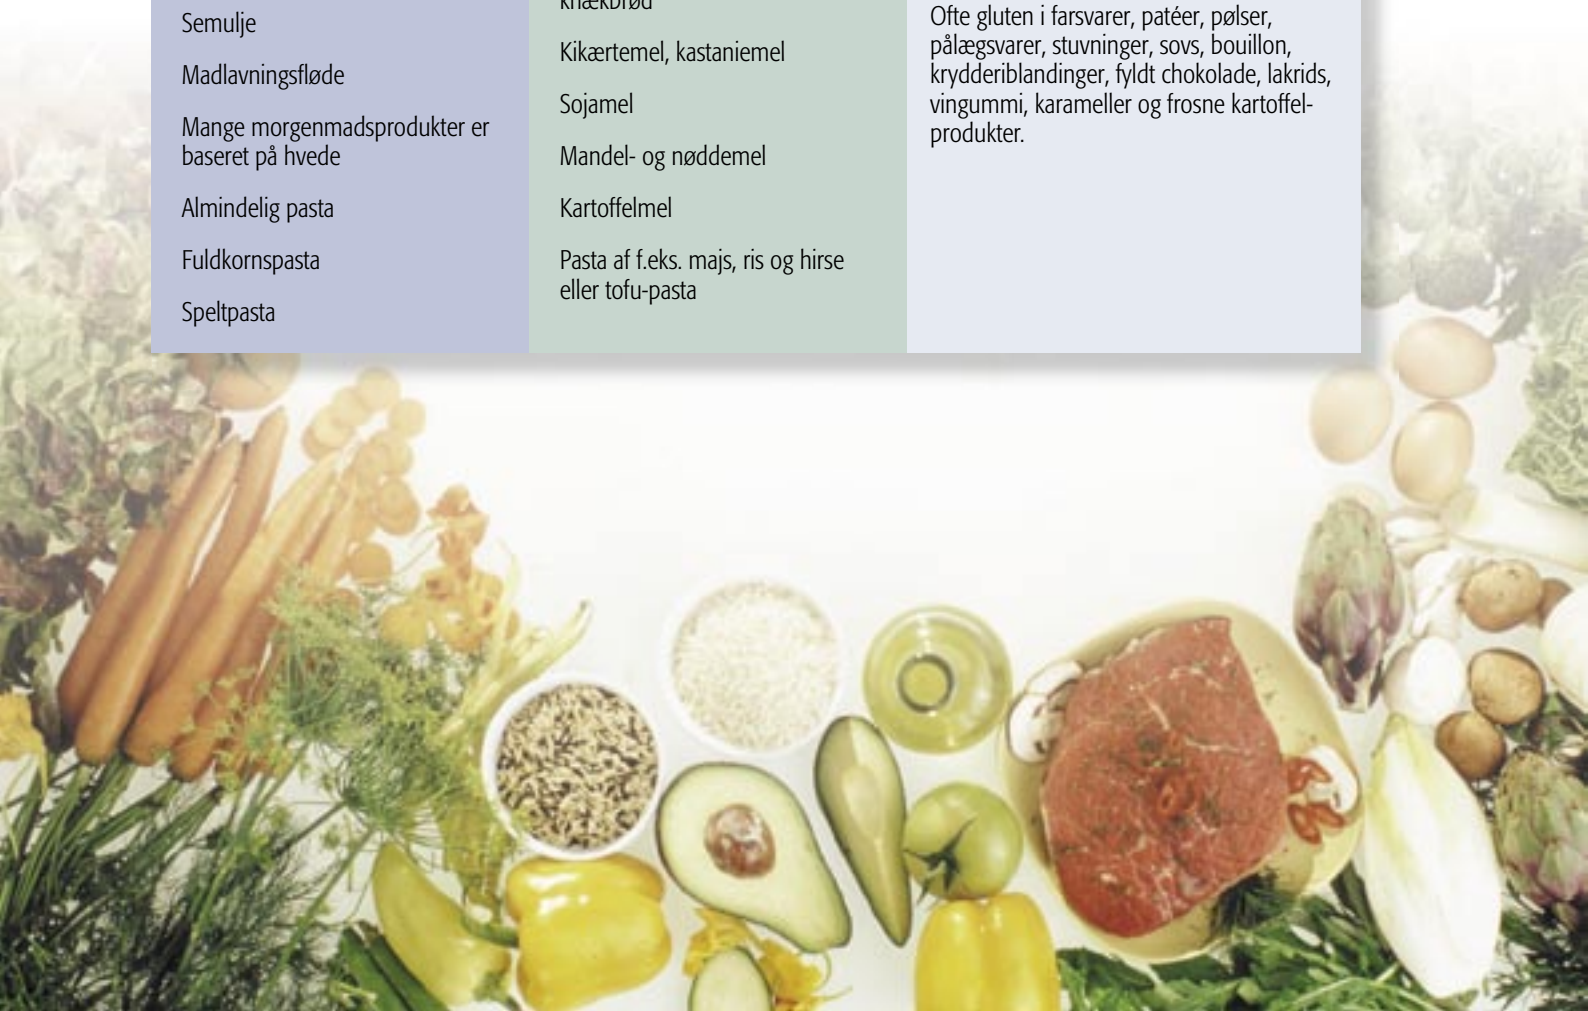 Semulje
Madlavningsfløde
Mange morgenmadsprodukter er
baseret på hvede
Almindelig pasta
Fuldkornspasta
Speltpasta
knækbrød
Kikærtemel, kastaniemel
Sojamel
Mandel- og nøddemel
Kartoffelmel
Pasta af f.eks. majs, ris og hirse
eller tofu-pasta
Ofte gluten i farsvarer, patéer, pølser,
pålægsvarer, stuvninger, sovs, bouillon,
krydderiblandinger, fyldt chokolade, lakrids,
vingummi, karameller og frosne kartoffel-
produkter.